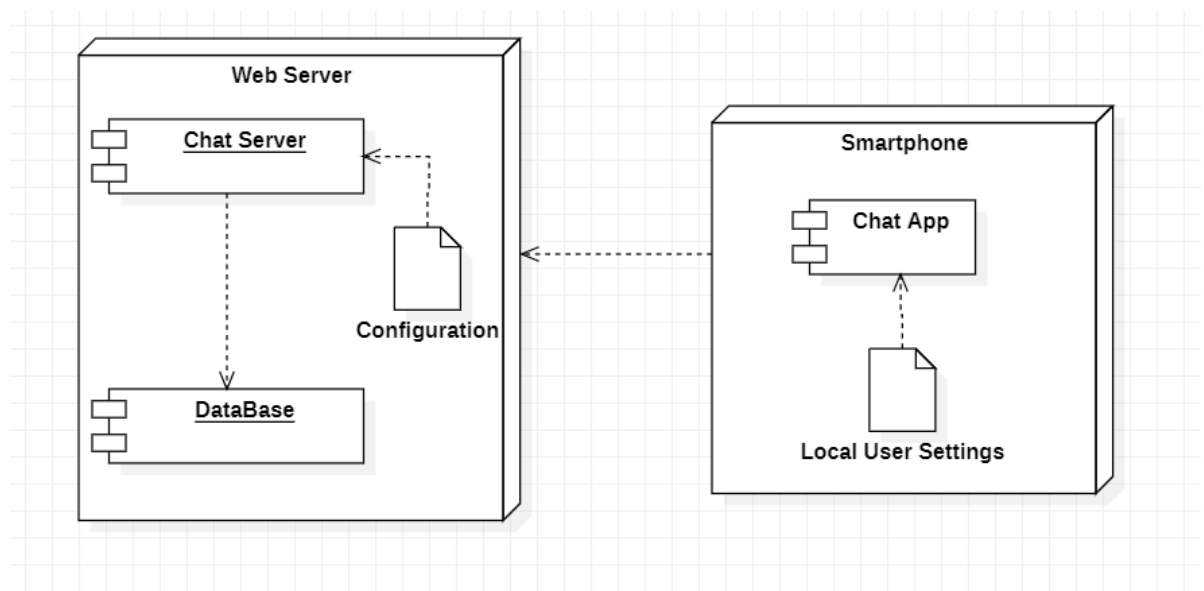 Web Server
Chat Server
Configuration
DataBase
Smartphone
Chat App
Local User Settings